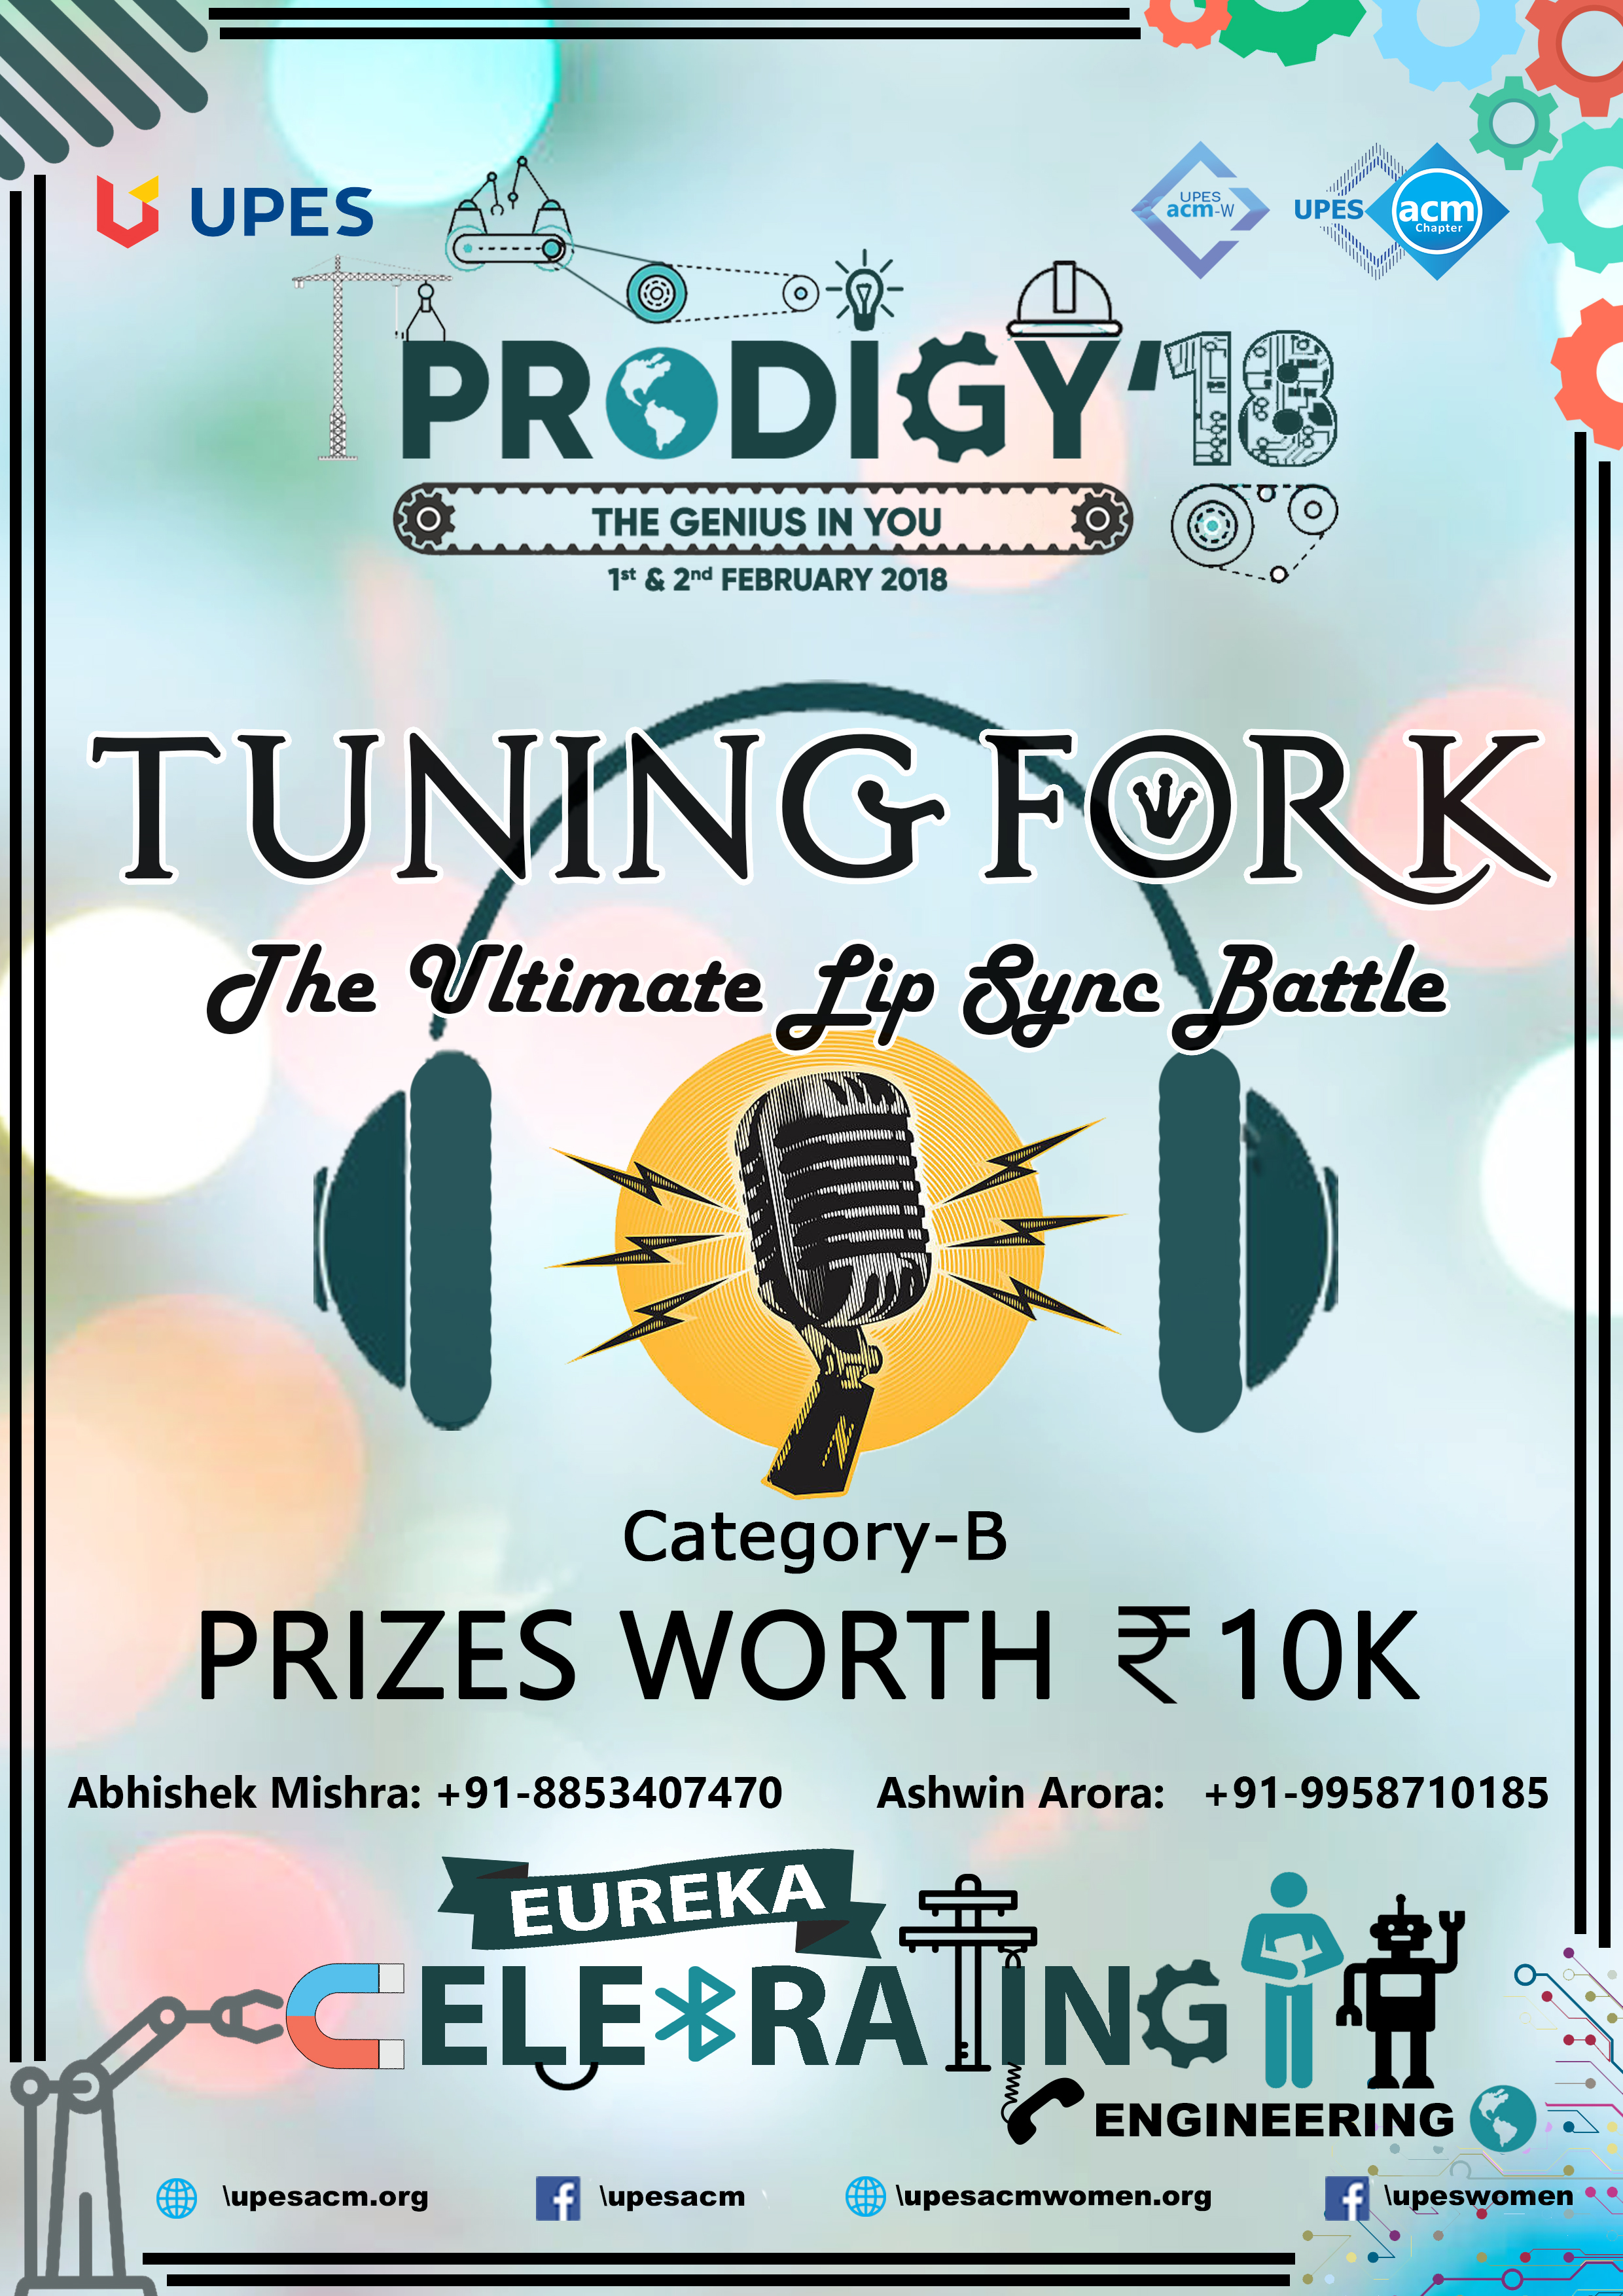 UPES
UPES
acm-W
UPES acm
Chapter
PRODIGY'18
THE GENIUS IN YOU
1st & 2nd FEBRUARY 2018
TUNING FORK
The Ultimate Lip Sync Battle
Category-B
PRIZES WORTH ₹10K
Abhishek Mishra: +91-8853407470 Ashwin Arora: +91-9958710185
EUREKA
CELEBRATING
ENGINEERING
\upesacm.org \upesacm \upesacmwomen.org \upeswomen